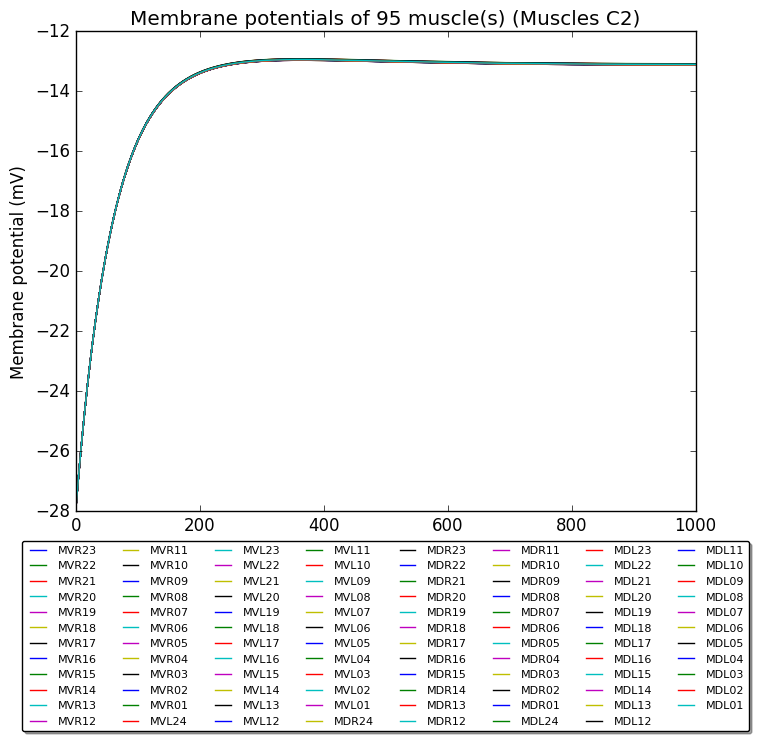 Membrane potentials of 95 muscle(s) (Muscles C2)
−12
−14
−16
−18
−20
−22
−24
−26
−28
Membrane potential (mV)
0 200 400 600 800 1000
MVR23 MVR11 MVL23 MVL11 MDR23 MDR11 MDL23 MDL11
MVR22 MVR10 MVL22 MVL10 MDR22 MDR10 MDL22 MDL10
MVR21 MVR09 MVL21 MVL09 MDR21 MDR09 MDL21 MDL09
MVR20 MVR08 MVL20 MVL08 MDR20 MDR08 MDL20 MDL08
MVR19 MVR07 MVL19 MVL07 MDR19 MDR07 MDL19 MDL07
MVR18 MVR06 MVL18 MVL06 MDR18 MDR06 MDL18 MDL06
MVR17 MVR05 MVL17 MVL05 MDR17 MDR05 MDL17 MDL05
MVR16 MVR04 MVL16 MVL04 MDR16 MDR04 MDL16 MDL04
MVR15 MVR03 MVL15 MVL03 MDR15 MDR03 MDL15 MDL03
MVR14 MVR02 MVL14 MVL02 MDR14 MDR02 MDL14 MDL02
MVR13 MVR01 MVL13 MVL01 MDR13 MDR01 MDL13 MDL01
MVR12 MVL24 MVL12 MDR24 MDR12 MDL24 MDL12